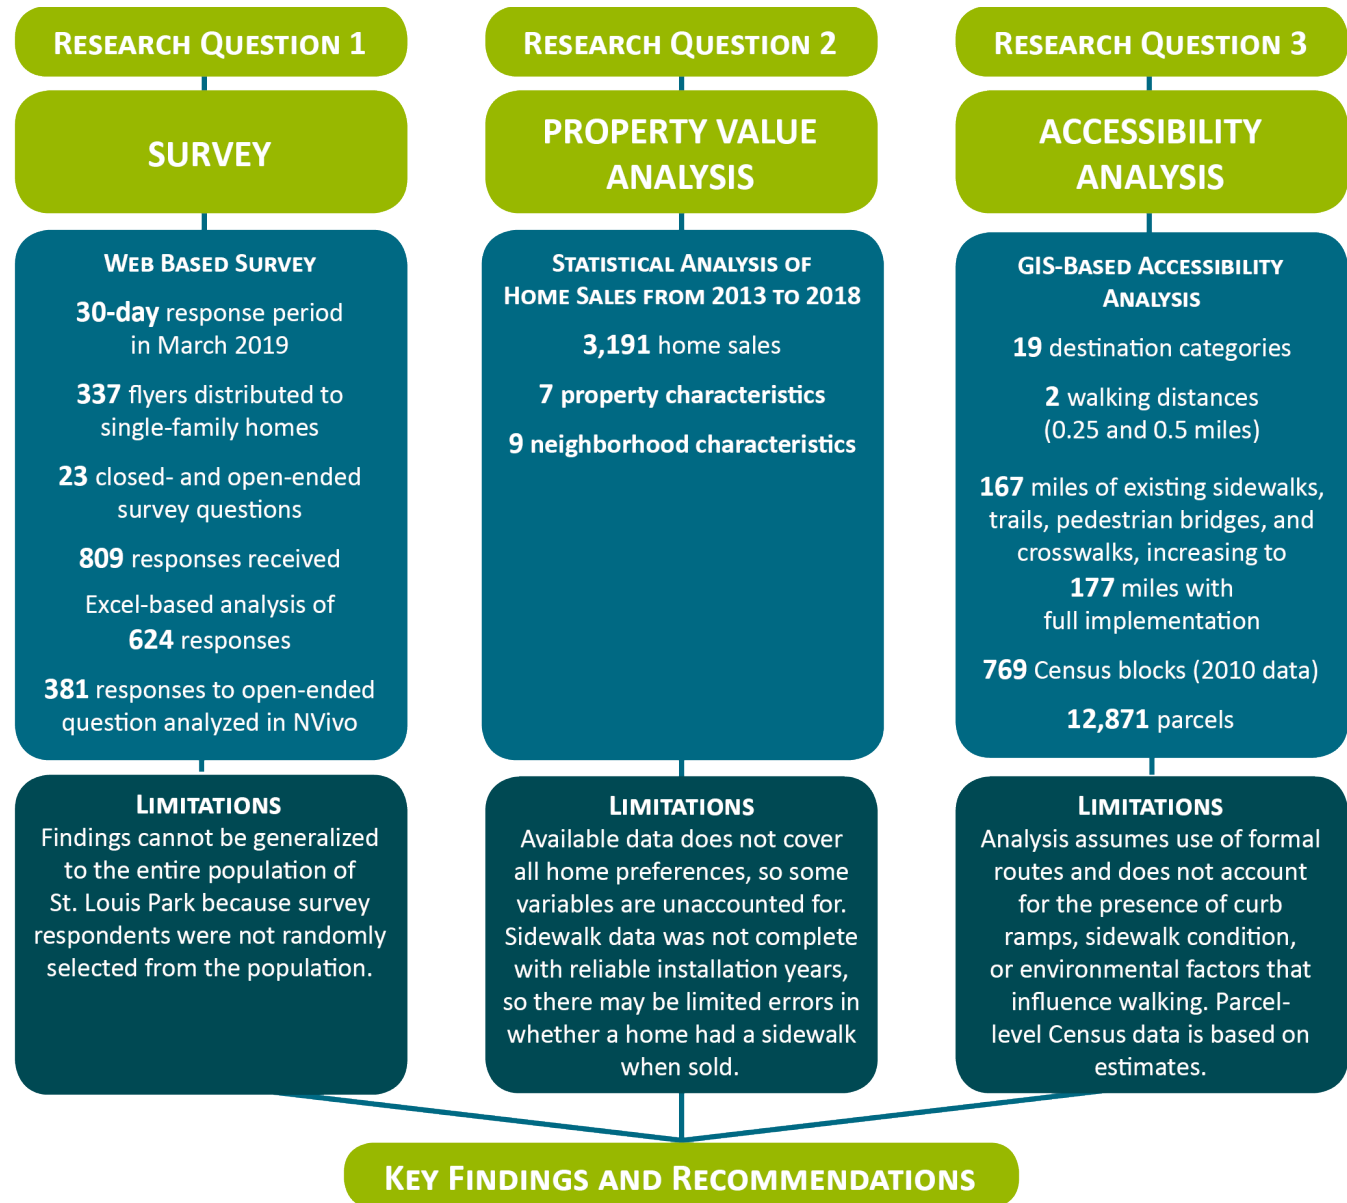 RESEARCH QUESTION 1
SURVEY
WEB BASED SURVEY
30-day response period
in March 2019
337 flyers distributed to
single-family homes
23 closed- and open-ended
survey questions
809 responses received
Excel-based analysis of
624 responses
381 responses to open-ended
question analyzed in NVivo
LIMITATIONS
Findings cannot be generalized
to the entire population of
St. Louis Park because survey
respondents were not randomly
selected from the population.
RESEARCH QUESTION 2
PROPERTY VALUE
ANALYSIS
STATISTICAL ANALYSIS OF
HOME SALES FROM 2013 TO 2018
3,191 home sales
7 property characteristics
9 neighborhood characteristics
LIMITATIONS
Available data does not cover
all home preferences, so some
variables are unaccounted for.
Sidewalk data was not complete
with reliable installation years,
so there may be limited errors in
whether a home had a sidewalk
when sold.
RESEARCH QUESTION 3
ACCESSIBILITY
ANALYSIS
GIS-BASED ACCESSIBILITY
ANALYSIS
19 destination categories
2 walking distances
(0.25 and 0.5 miles)
167 miles of existing sidewalks,
trails, pedestrian bridges, and
crosswalks, increasing to
177 miles with
full implementation
769 Census blocks (2010 data)
12,871 parcels
LIMITATIONS
Analysis assumes use of formal
routes and does not account
for the presence of curb
ramps, sidewalk condition,
or environmental factors that
influence walking. Parcel-
level Census data is based on
estimates.
KEY FINDINGS AND RECOMMENDATIONS